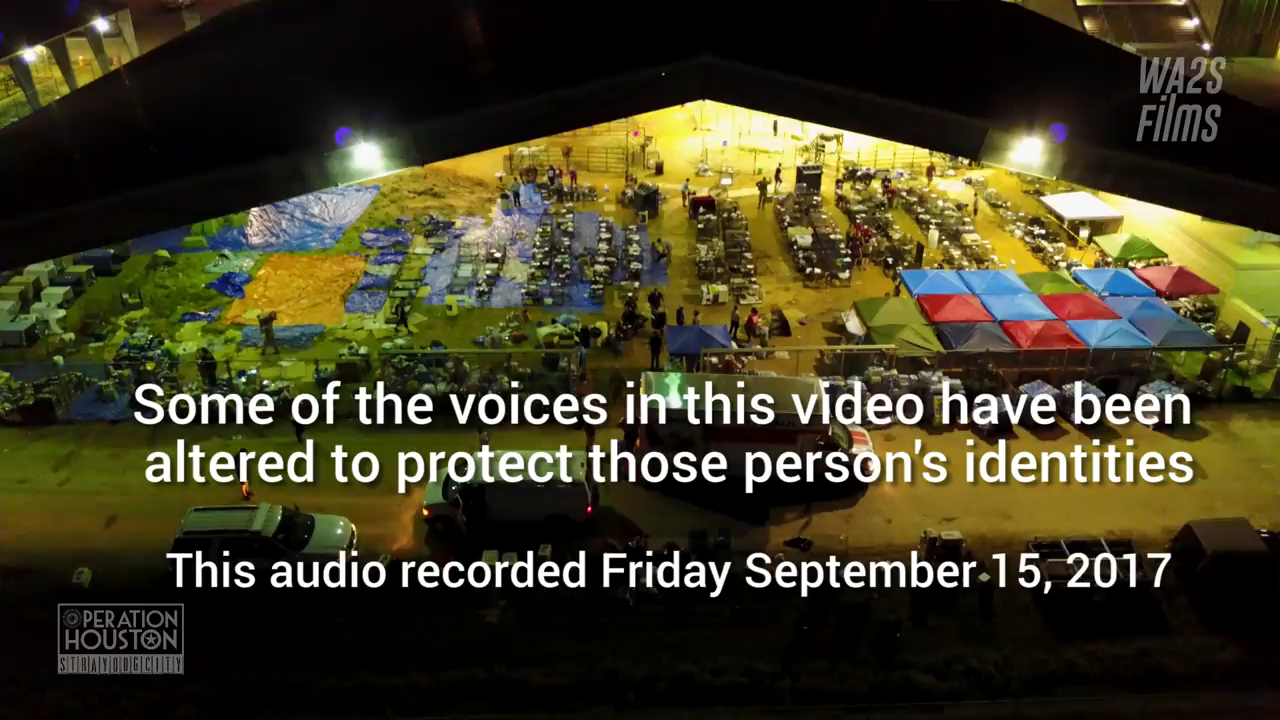 WA2S
Films
Some of the voices in this video have been
altered to protect those person's identities
This audio recorded Friday September 15, 2017
OPERATION
HOUSTON
STRAYDOGCITY